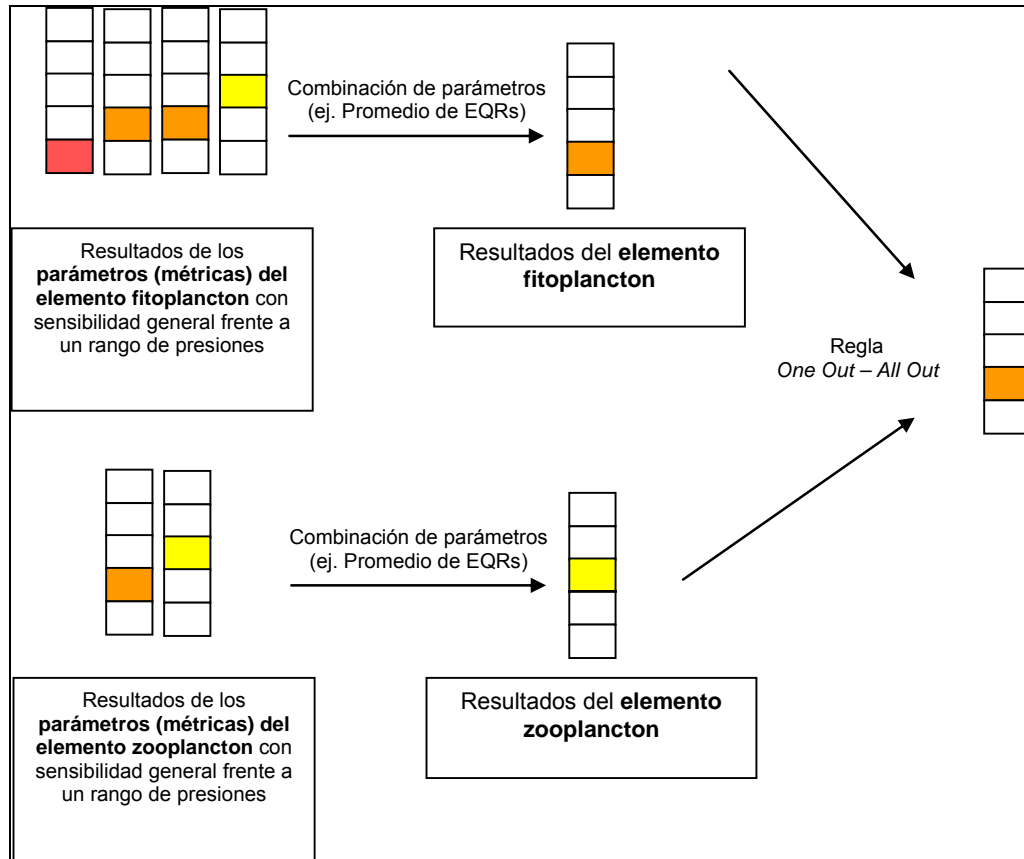 Combinación de parámetros
(ej. Promedio de EQRs)
Resultados de los
parámetros (métricas) del
elemento fitoplancton con
sensibilidad general frente a
un rango de presiones
Resultados del elemento
fitoplancton
Regla
One Out – All Out
Combinación de parámetros
(ej. Promedio de EQRs)
Resultados de los
parámetros (métricas) del
elemento zooplancton con
sensibilidad general frente a
un rango de presiones
Resultados del elemento
zooplancton